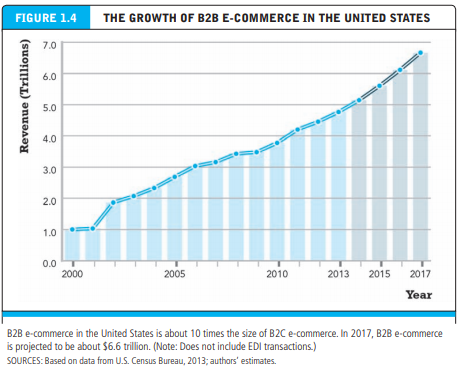 FIGURE 1.4 THE GROWTH OF B2B E-COMMERCE IN THE UNITED STATES
Revenue (Trillions)
7.0
6.0
5.0
4.0
3.0
2.0
1.0
0.0
2000 2005 2010 2013 2015 2017
Year
B2B e-commerce in the United States is about 10 times the size of B2C e-commerce. In 2017, B2B e-commerce
is projected to be about $6.6 trillion. (Note: Does not include EDI transactions.)
SOURCES: Based on data from U.S. Census Bureau, 2013; authors' estimates.